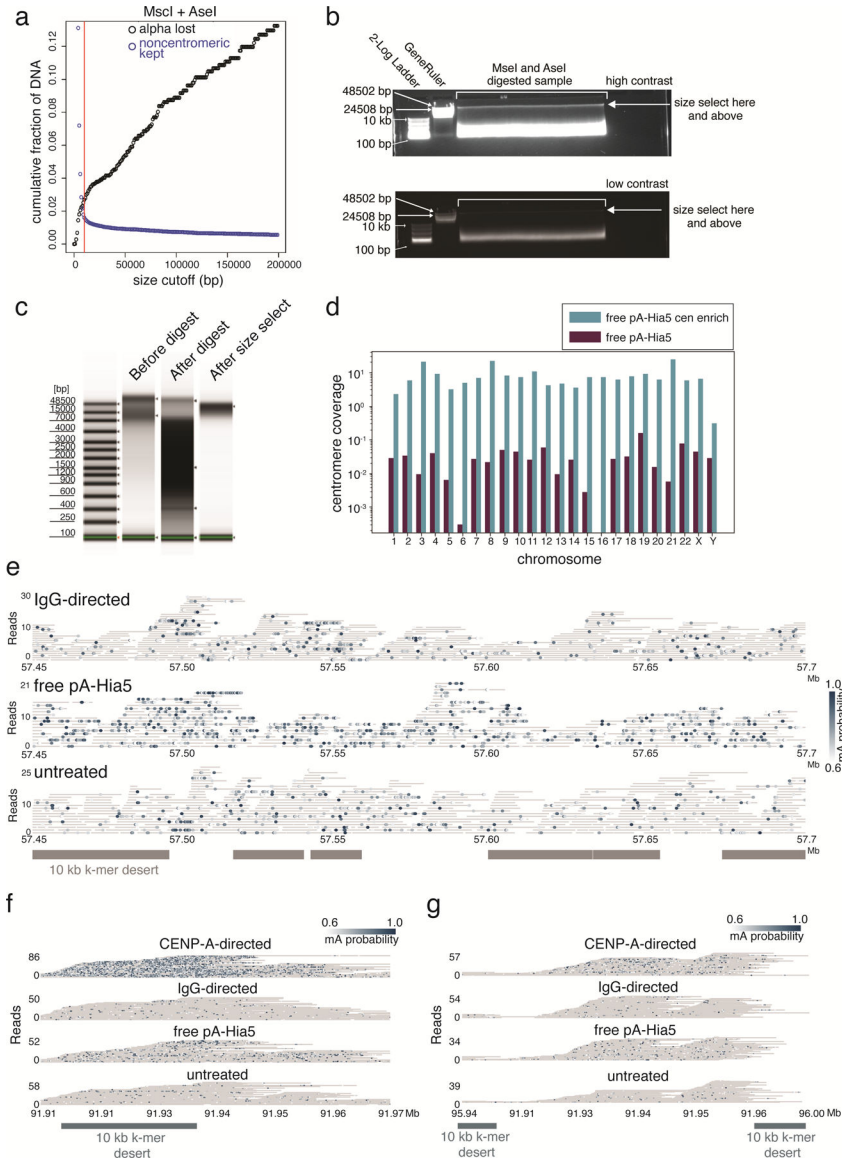 a
MscI + AseI
alpha lost
noncentromeric
kept
cumulative fraction of DNA
0.12
0.10
0.08
0.06
0.04
0.02
0.00
0 50000 100000 150000 200000
size cutoff (bp)
b
2-Log Ladder
GeneRuler
MseI and AseI
digested sample
high contrast
48502 bp
24508 bp
10 kb
100 bp
size select here
and above
low contrast
48502 bp
24508 bp
10 kb
100 bp
size select here
and above
c
Before digest
After digest
After size select
[bp]
48500
15000
7000
4000
3000
2500
2000
1500
1200
900
600
400
250
100
d
free pA-Hia5 cen enrich
free pA-Hia5
centromere coverage
10¹
10⁰
10⁻¹
10⁻²
10⁻³
1 2 3 4 5 6 7 8 9 10 11 12 13 14 15 16 17 18 19 20 21 22 X Y
chromosome
e
IgG-directed
Reads
30
20
10
0
57.45 57.50 57.55 57.60 57.65 57.7
Mb
free pA-Hia5
Reads
21
10
0
57.45 57.50 57.55 57.60 57.65 57.7
Mb
1.0
0.6
mA probability
untreated
Reads
25
10
0
57.45 57.50 57.55 57.60 57.65 57.7
Mb
10 kb k-mer desert
f
0.6 1.0
mA probability
CENP-A-directed
86
0
IgG-directed
50
0
Reads
free pA-Hia5
52
0
untreated
58
0
91.91 91.91 91.93 91.94 91.95 91.96 91.97 Mb
10 kb k-mer
desert
g
0.6 1.0
mA probability
CENP-A-directed
57
0
IgG-directed
54
0
Reads
free pA-Hia5
34
0
untreated
39
0
95.94 91.91 91.93 91.94 91.95 91.96 96.00 Mb
10 kb k-mer
desert
10 kb k-mer
desert